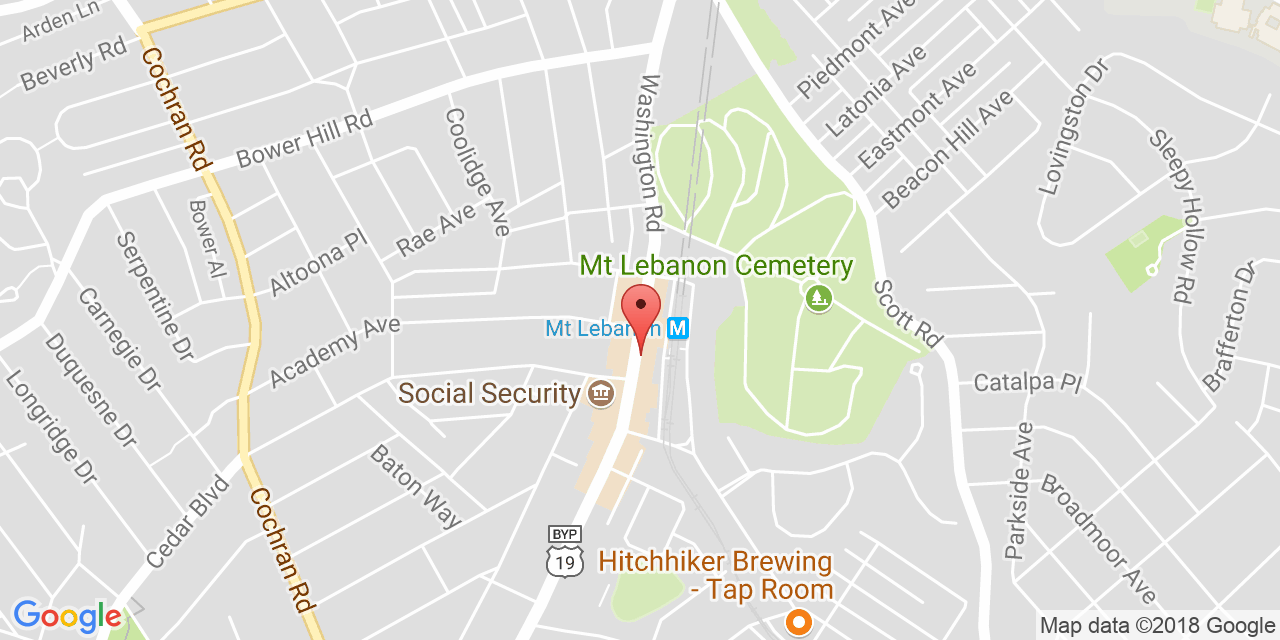 Arden Ln
Beverly Rd
Cochran Rd
Bower Hill Rd
Coolidge Ave
Washington Rd
Piedmont Ave
Latonia Ave
Eastmont Ave
Beacon Hill Ave
Lovingston Dr
Sleepy Hollow Rd
Bower Al
Rae Ave
Altoona Pl
Serpentine Dr
Carnegie Dr
Duquesne Dr
Longridge Dr
Academy Ave
Mt Lebanon Cemetery
Mt Lebanon M
Scott Rd
Brafferton Dr
Social Security
Catalpa Pl
Baton Way
Cedar Blvd
Cochran Rd
Parkside Ave
Broadmoor Ave
BYP
19
Hitchhiker Brewing
- Tap Room
Google
Map data ©2018 Google